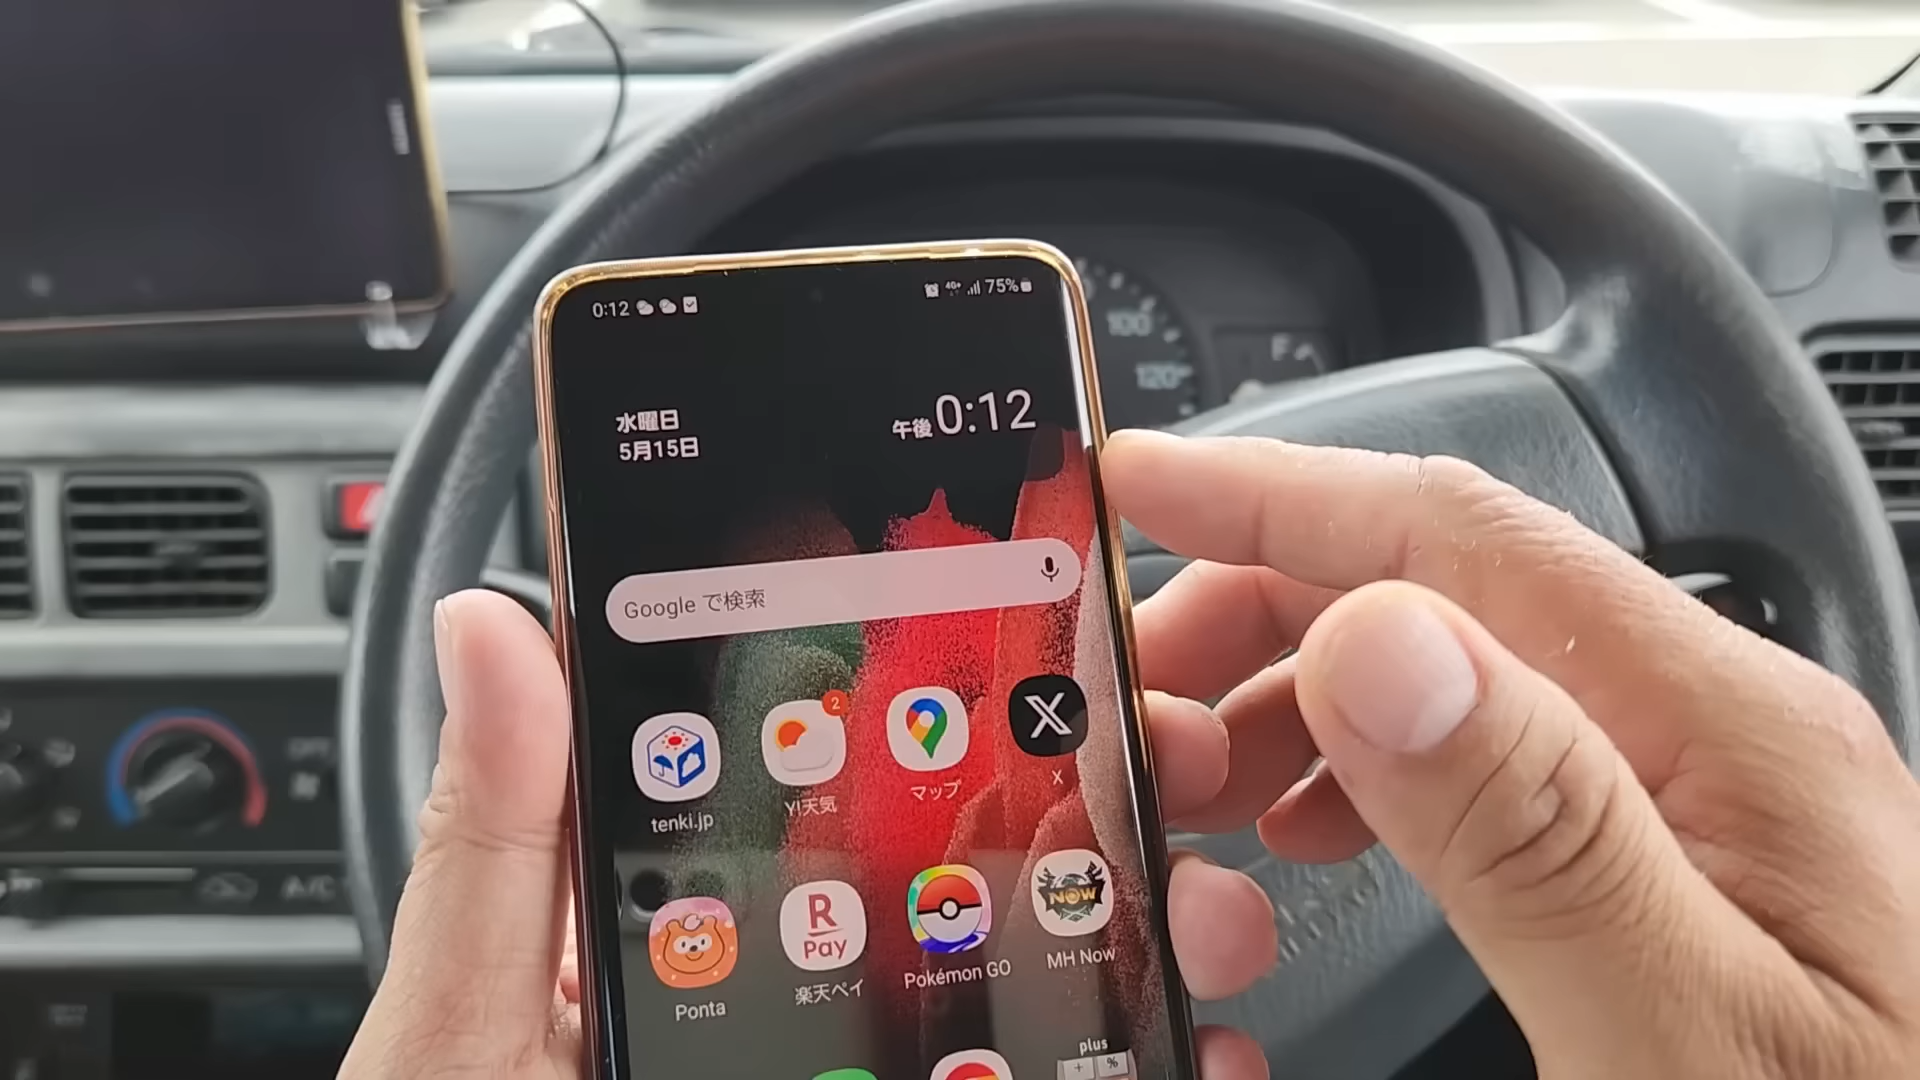 0:12
4G+ 75%
水曜日
5月15日
午後0:12
Google で検索
2
tenki.jp
Y!天気
マップ
X
R
Pay
NOW
Ponta
楽天ペイ
Pokémon GO
MH Now
plus
+ %
100
120
F
A/C